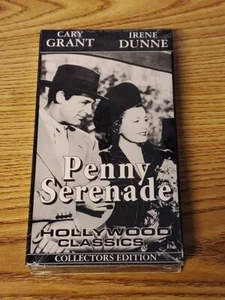 CARY IRENE
GRANT DUNNE
Penny
Serenade
HOLLYWOOD
CLASSICS
COLLECTORS EDITION